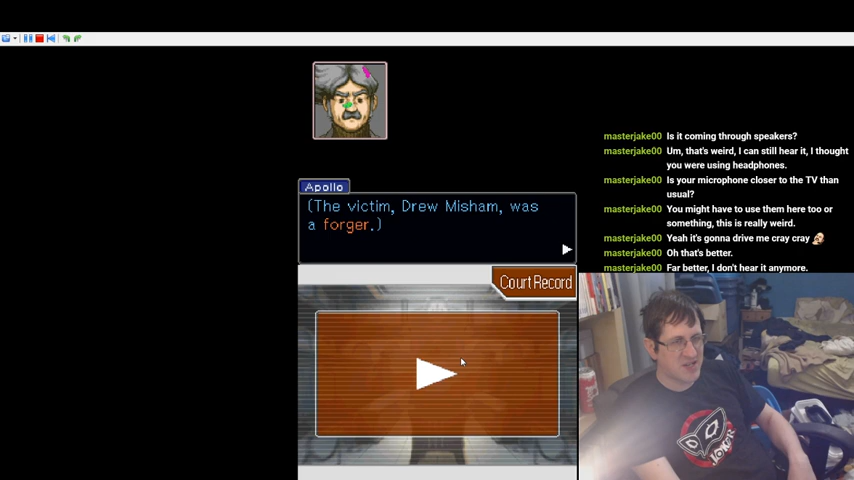 Apollo
(The victim, Drew Misham, was
a forger.)
Court Record
masterjake00 Is it coming through speakers?
masterjake00 Um, that's weird, I can still hear it, I thought
you were using headphones.
masterjake00 Is your microphone closer to the TV than
usual?
masterjake00 You might have to use them here too or
something, this is really weird.
masterjake00 Yeah it's gonna drive me cray cray
masterjake00 Oh that's better.
masterjake00 Far better, I don't hear it anymore.
JOKER